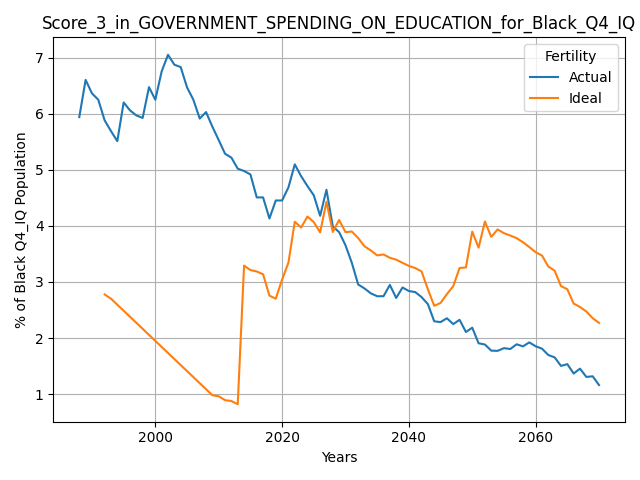 Score_3_in_GOVERNMENT_SPENDING_ON_EDUCATION_for_Black_Q4_IQ
Fertility
Actual
Ideal
% of Black Q4_IQ Population
7
6
5
4
3
2
1
2000 2020 2040 2060
Years